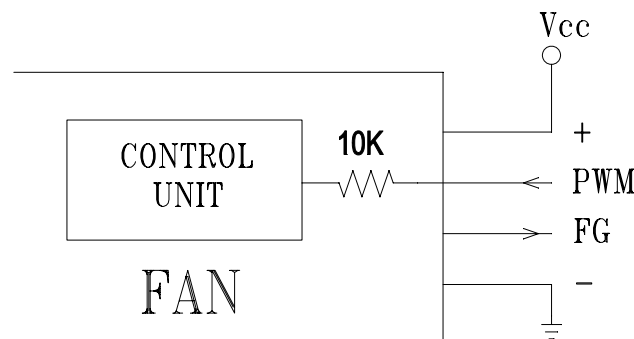 Vcc
+
10K
CONTROL
UNIT
PWM
FG
-
FAN